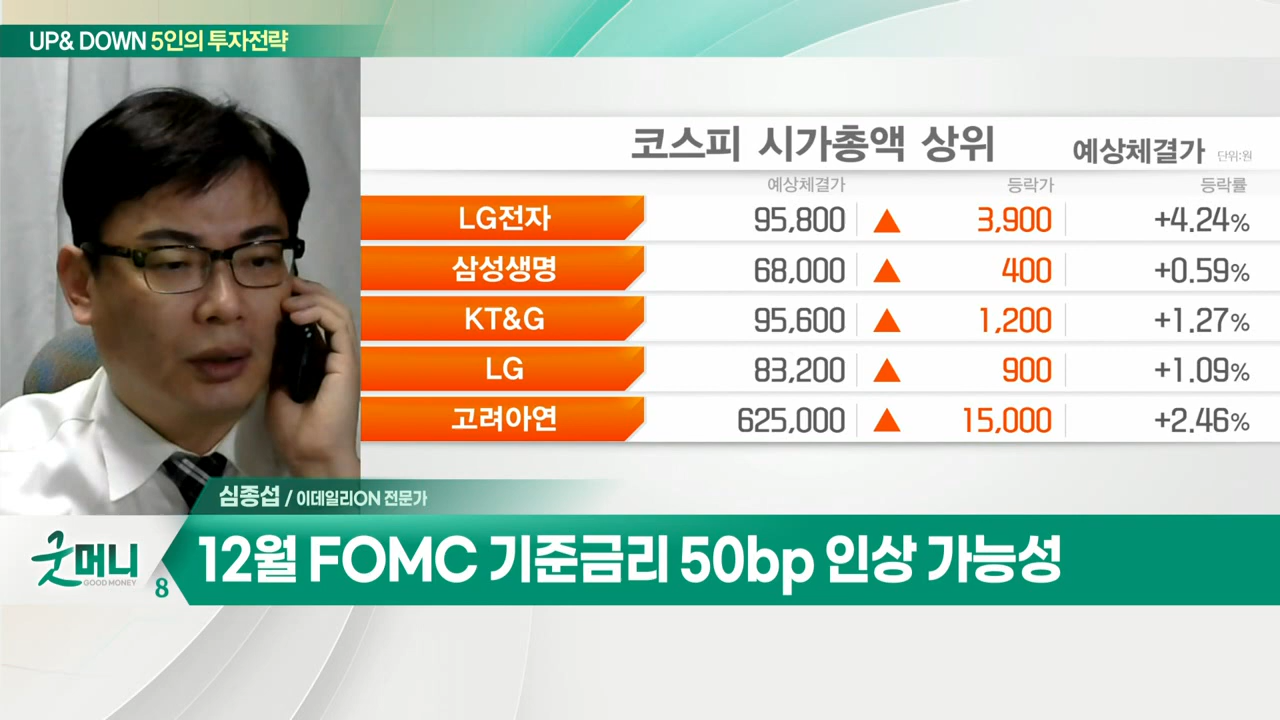 UP& DOWN 5인의 투자전략
코스피 시가총액 상위 예상체결가 단위:원
예상체결가 등락가 등락률
LG전자 95,800 ▲ 3,900 +4.24%
삼성생명 68,000 ▲ 400 +0.59%
KT&G 95,600 ▲ 1,200 +1.27%
LG 83,200 ▲ 900 +1.09%
고려아연 625,000 ▲ 15,000 +2.46%
심종섭 / 이데일리ON 전문가
굿머니
GOOD MONEY
8
12월 FOMC 기준금리 50bp 인상 가능성